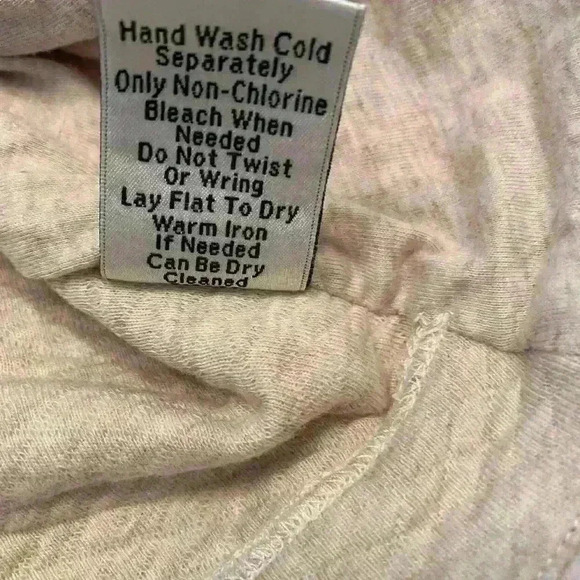 Hand Wash Cold
Separately
Only Non-Chlorine
Bleach When
Needed
Do Not Twist
Or Wring
Lay Flat To Dry
Warm Iron
If Needed
Can Be Dry
Cleaned